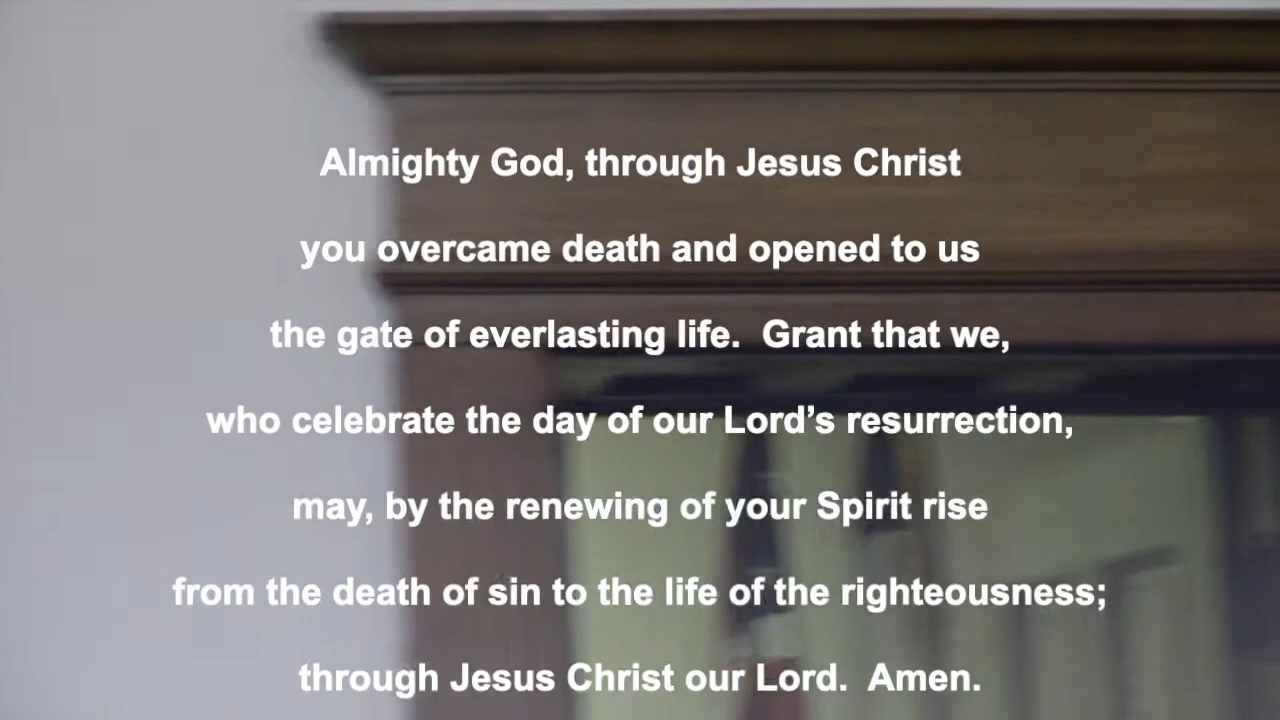 Almighty God, through Jesus Christ
you overcame death and opened to us
the gate of everlasting life.  Grant that we,
who celebrate the day of our Lord’s resurrection,
may, by the renewing of your Spirit rise
from the death of sin to the life of the righteousness;
through Jesus Christ our Lord.  Amen.